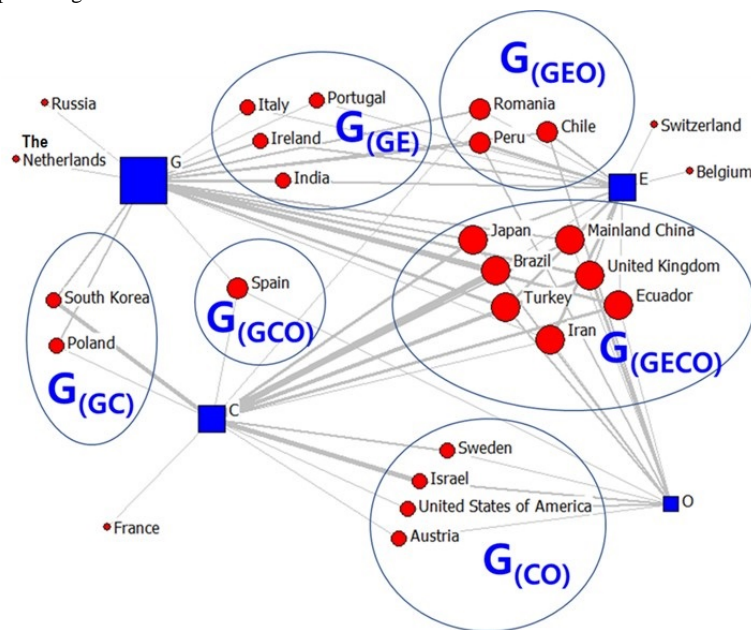 G(GEO)
Romania
Peru
Chile
Italy
Portugal
Ireland
G(GE)
India
Russia
The
Netherlands
G
Switzerland
E
Belgium
Japan
Mainland China
Brazil
United Kingdom
Turkey
Ecuador
Iran
G(GECO)
Spain
G(GCO)
South Korea
Poland
G(GC)
C
France
Sweden
Israel
United States of America
Austria
G(CO)
O